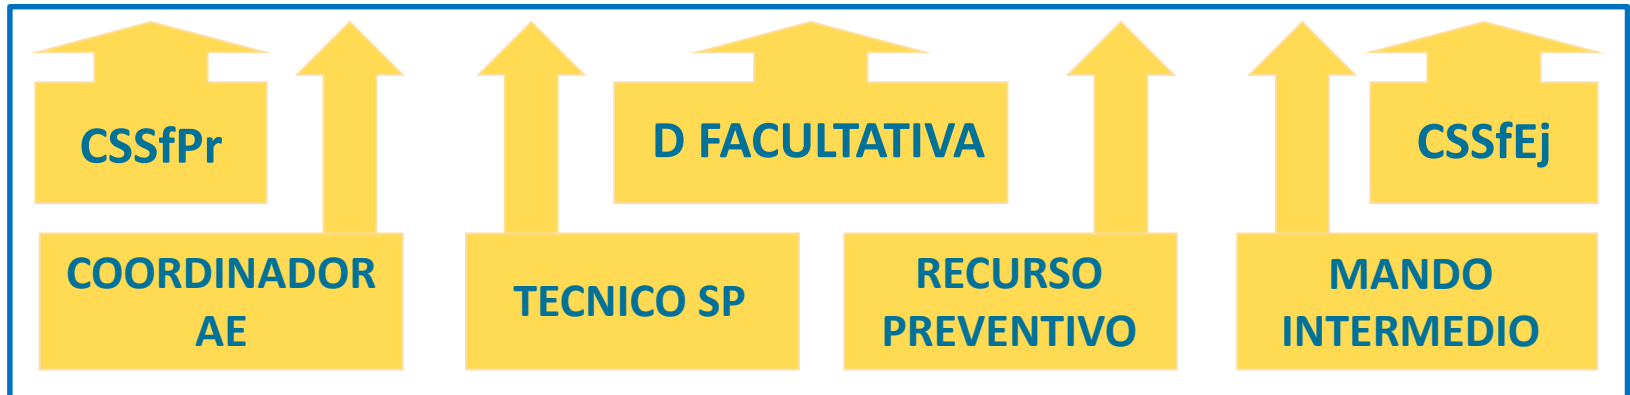 CSSfPr
D FACULTATIVA
CSSfEj
COORDINADOR
AE
TECNICO SP
RECURSO
PREVENTIVO
MANDO
INTERMEDIO